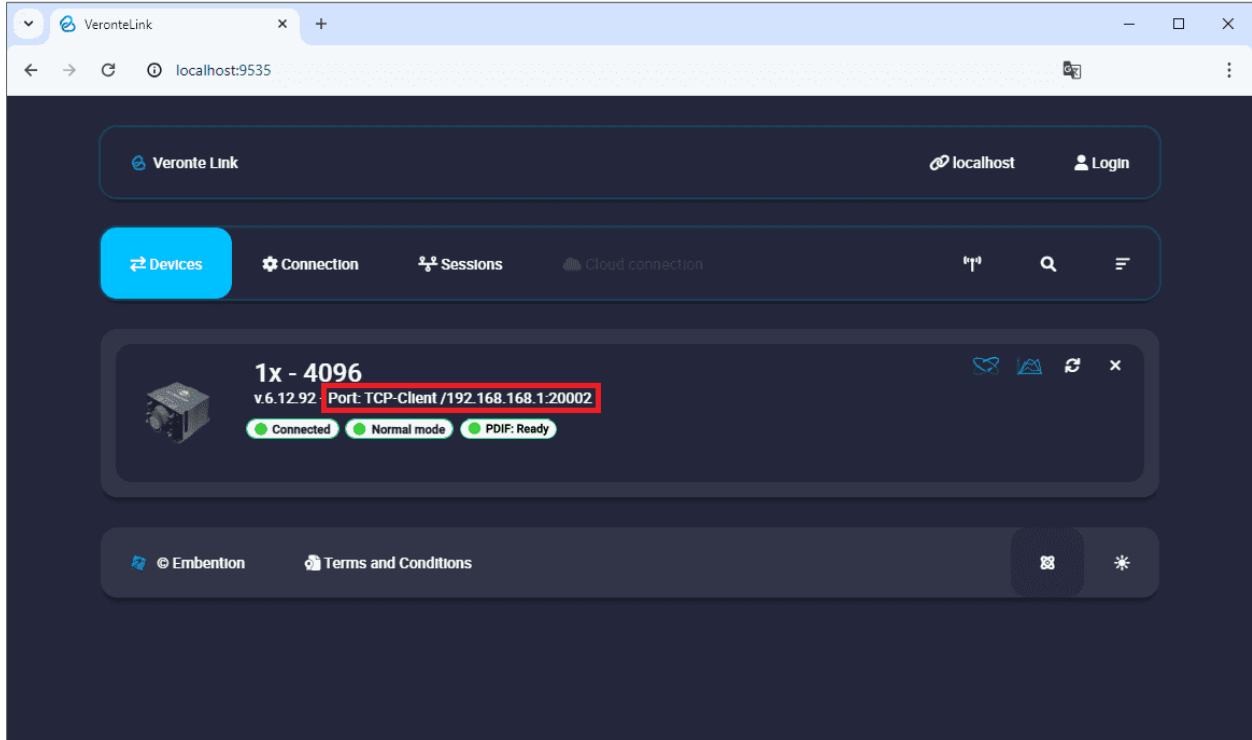 VeronteLink
localhost:9535
Veronte Link
localhost
Login
Devices
Connection
Sessions
Cloud connection
1x - 4096
v.6.12.92 - Port: TCP-Client /192.168.168.1:20002
Connected
Normal mode
PDIF: Ready
© Embention
Terms and Conditions